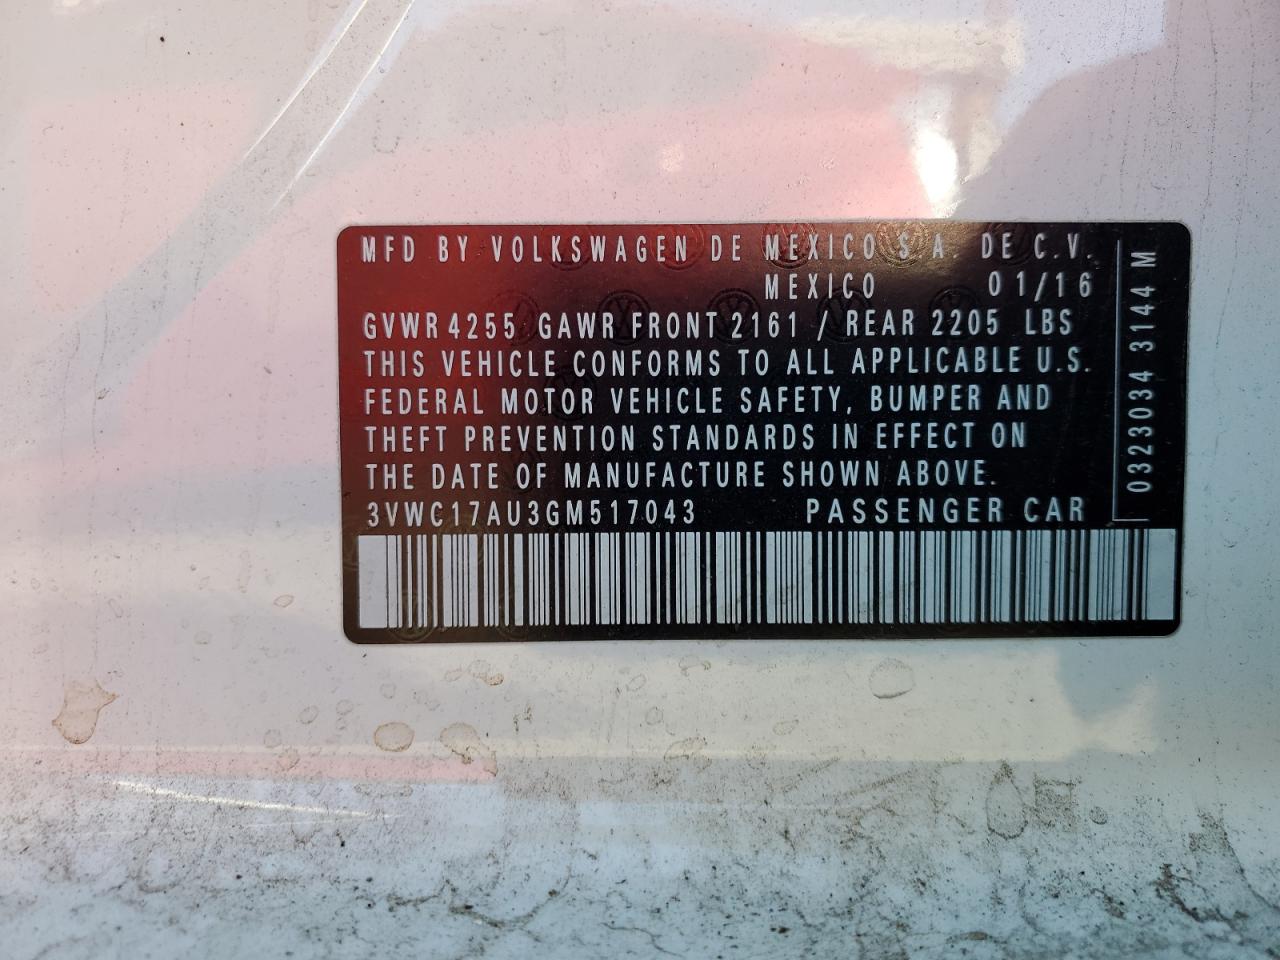 MFD BY VOLKSWAGEN DE MEXICO S A. DE C.V.
MEXICO 01/16
GVWR 4255 GAWR FRONT 2161 / REAR 2205 LBS
THIS VEHICLE CONFORMS TO ALL APPLICABLE U.S.
FEDERAL MOTOR VEHICLE SAFETY, BUMPER AND
THEFT PREVENTION STANDARDS IN EFFECT ON
THE DATE OF MANUFACTURE SHOWN ABOVE.
3VWC17AU3GM517043 PASSENGER CAR
0323034 3144 M